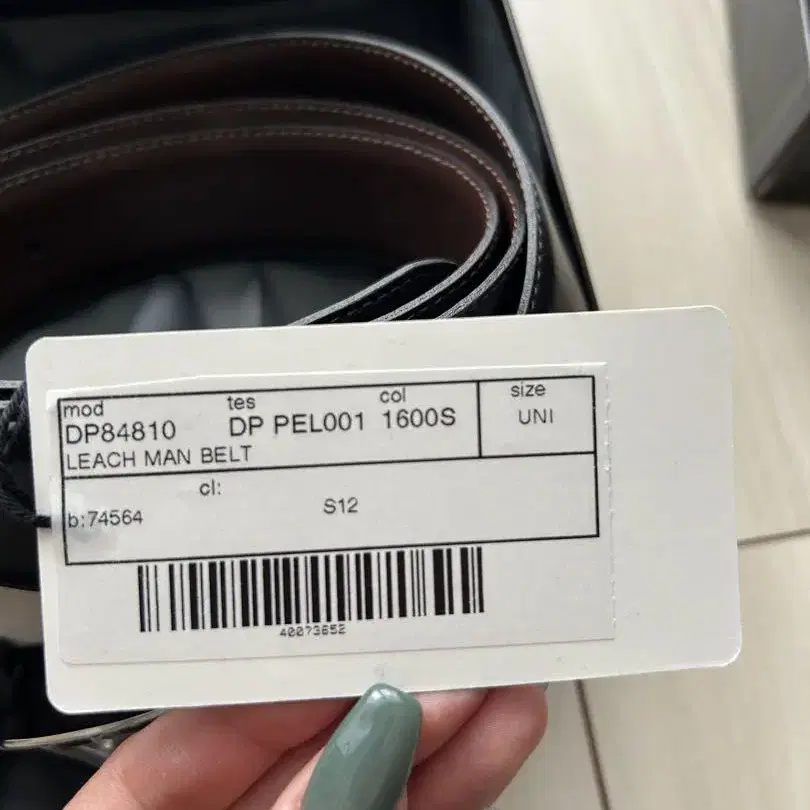 mod tes col size
DP84810 DP PEL001 1600S UNI
LEACH MAN BELT
cl:
b:74564 S12
40073652